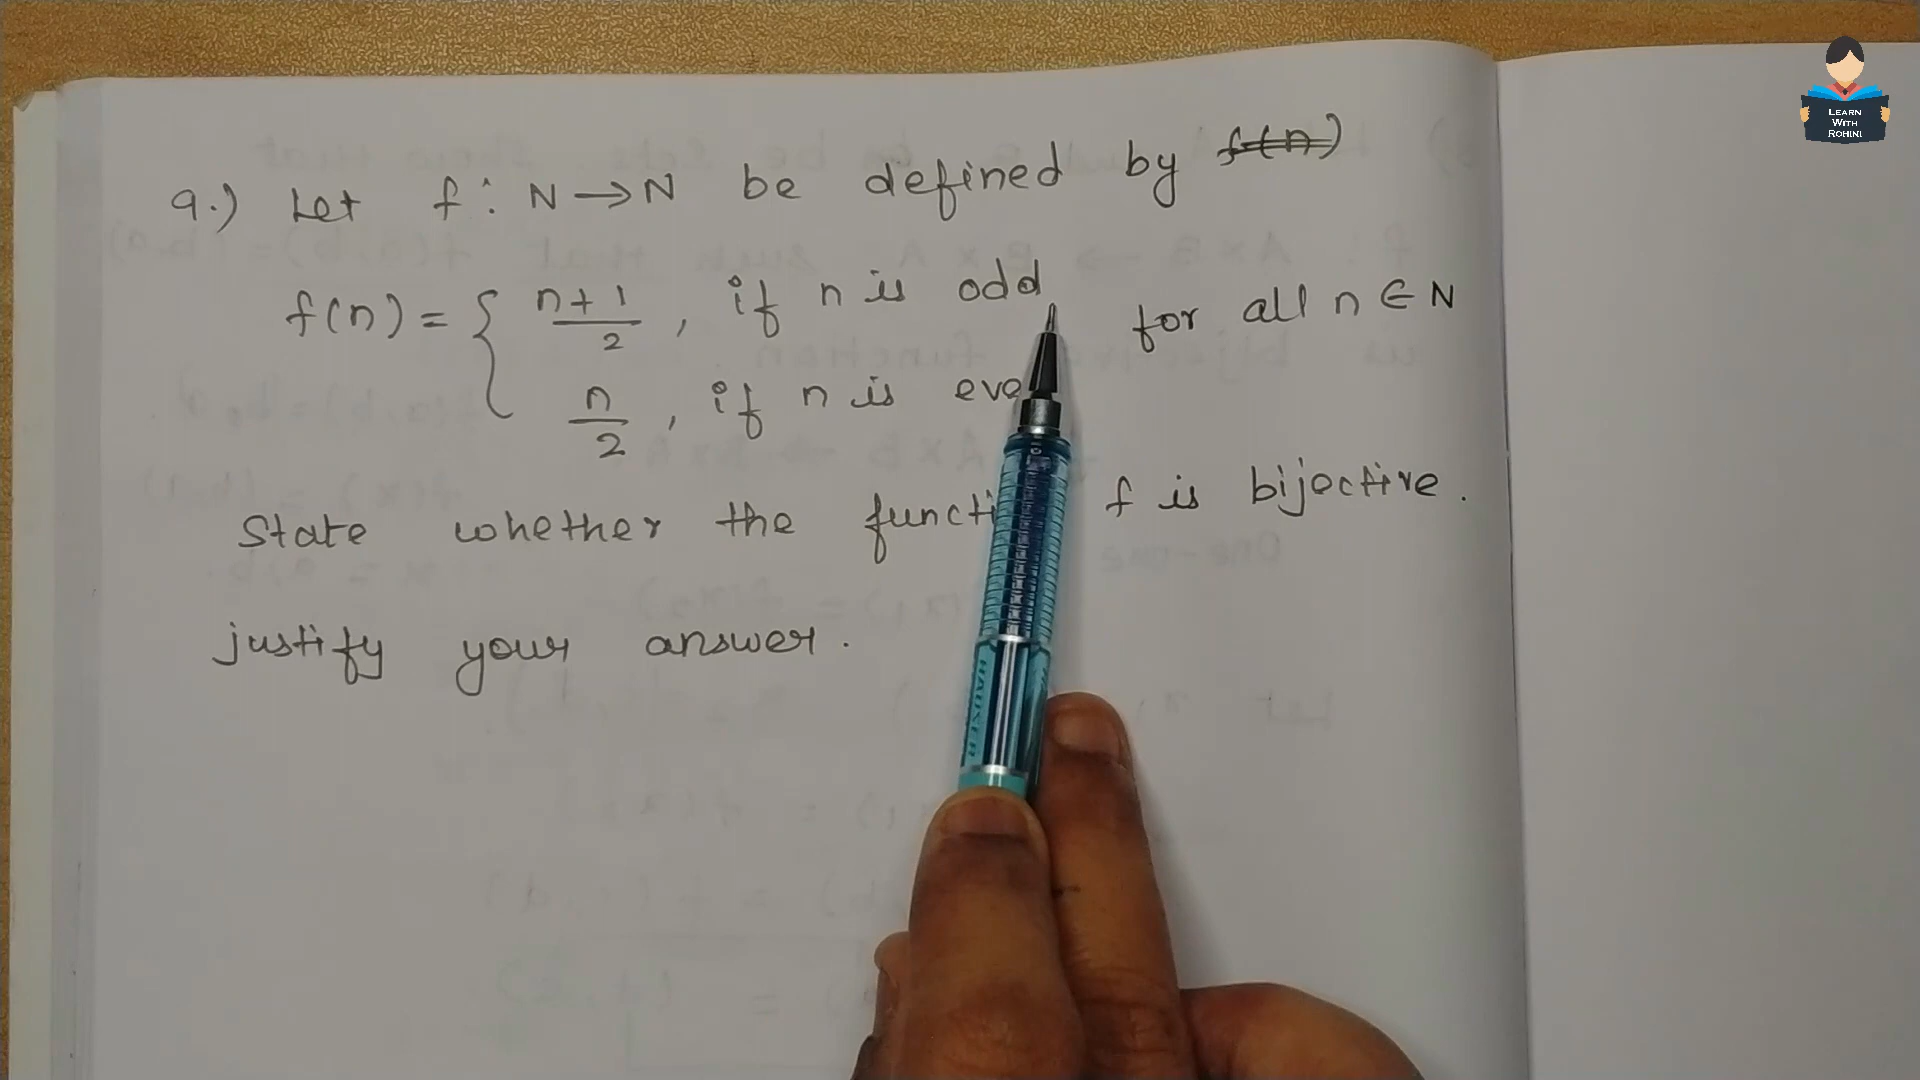 9.) Let f : N → N be defined by f(n)
f(n) = { n+1/2 , if n is odd for all n ∈ N
n/2 , if n is eve
State whether the functi f is bijective.
justify your answer.
LEARN
WITH
ROHINI